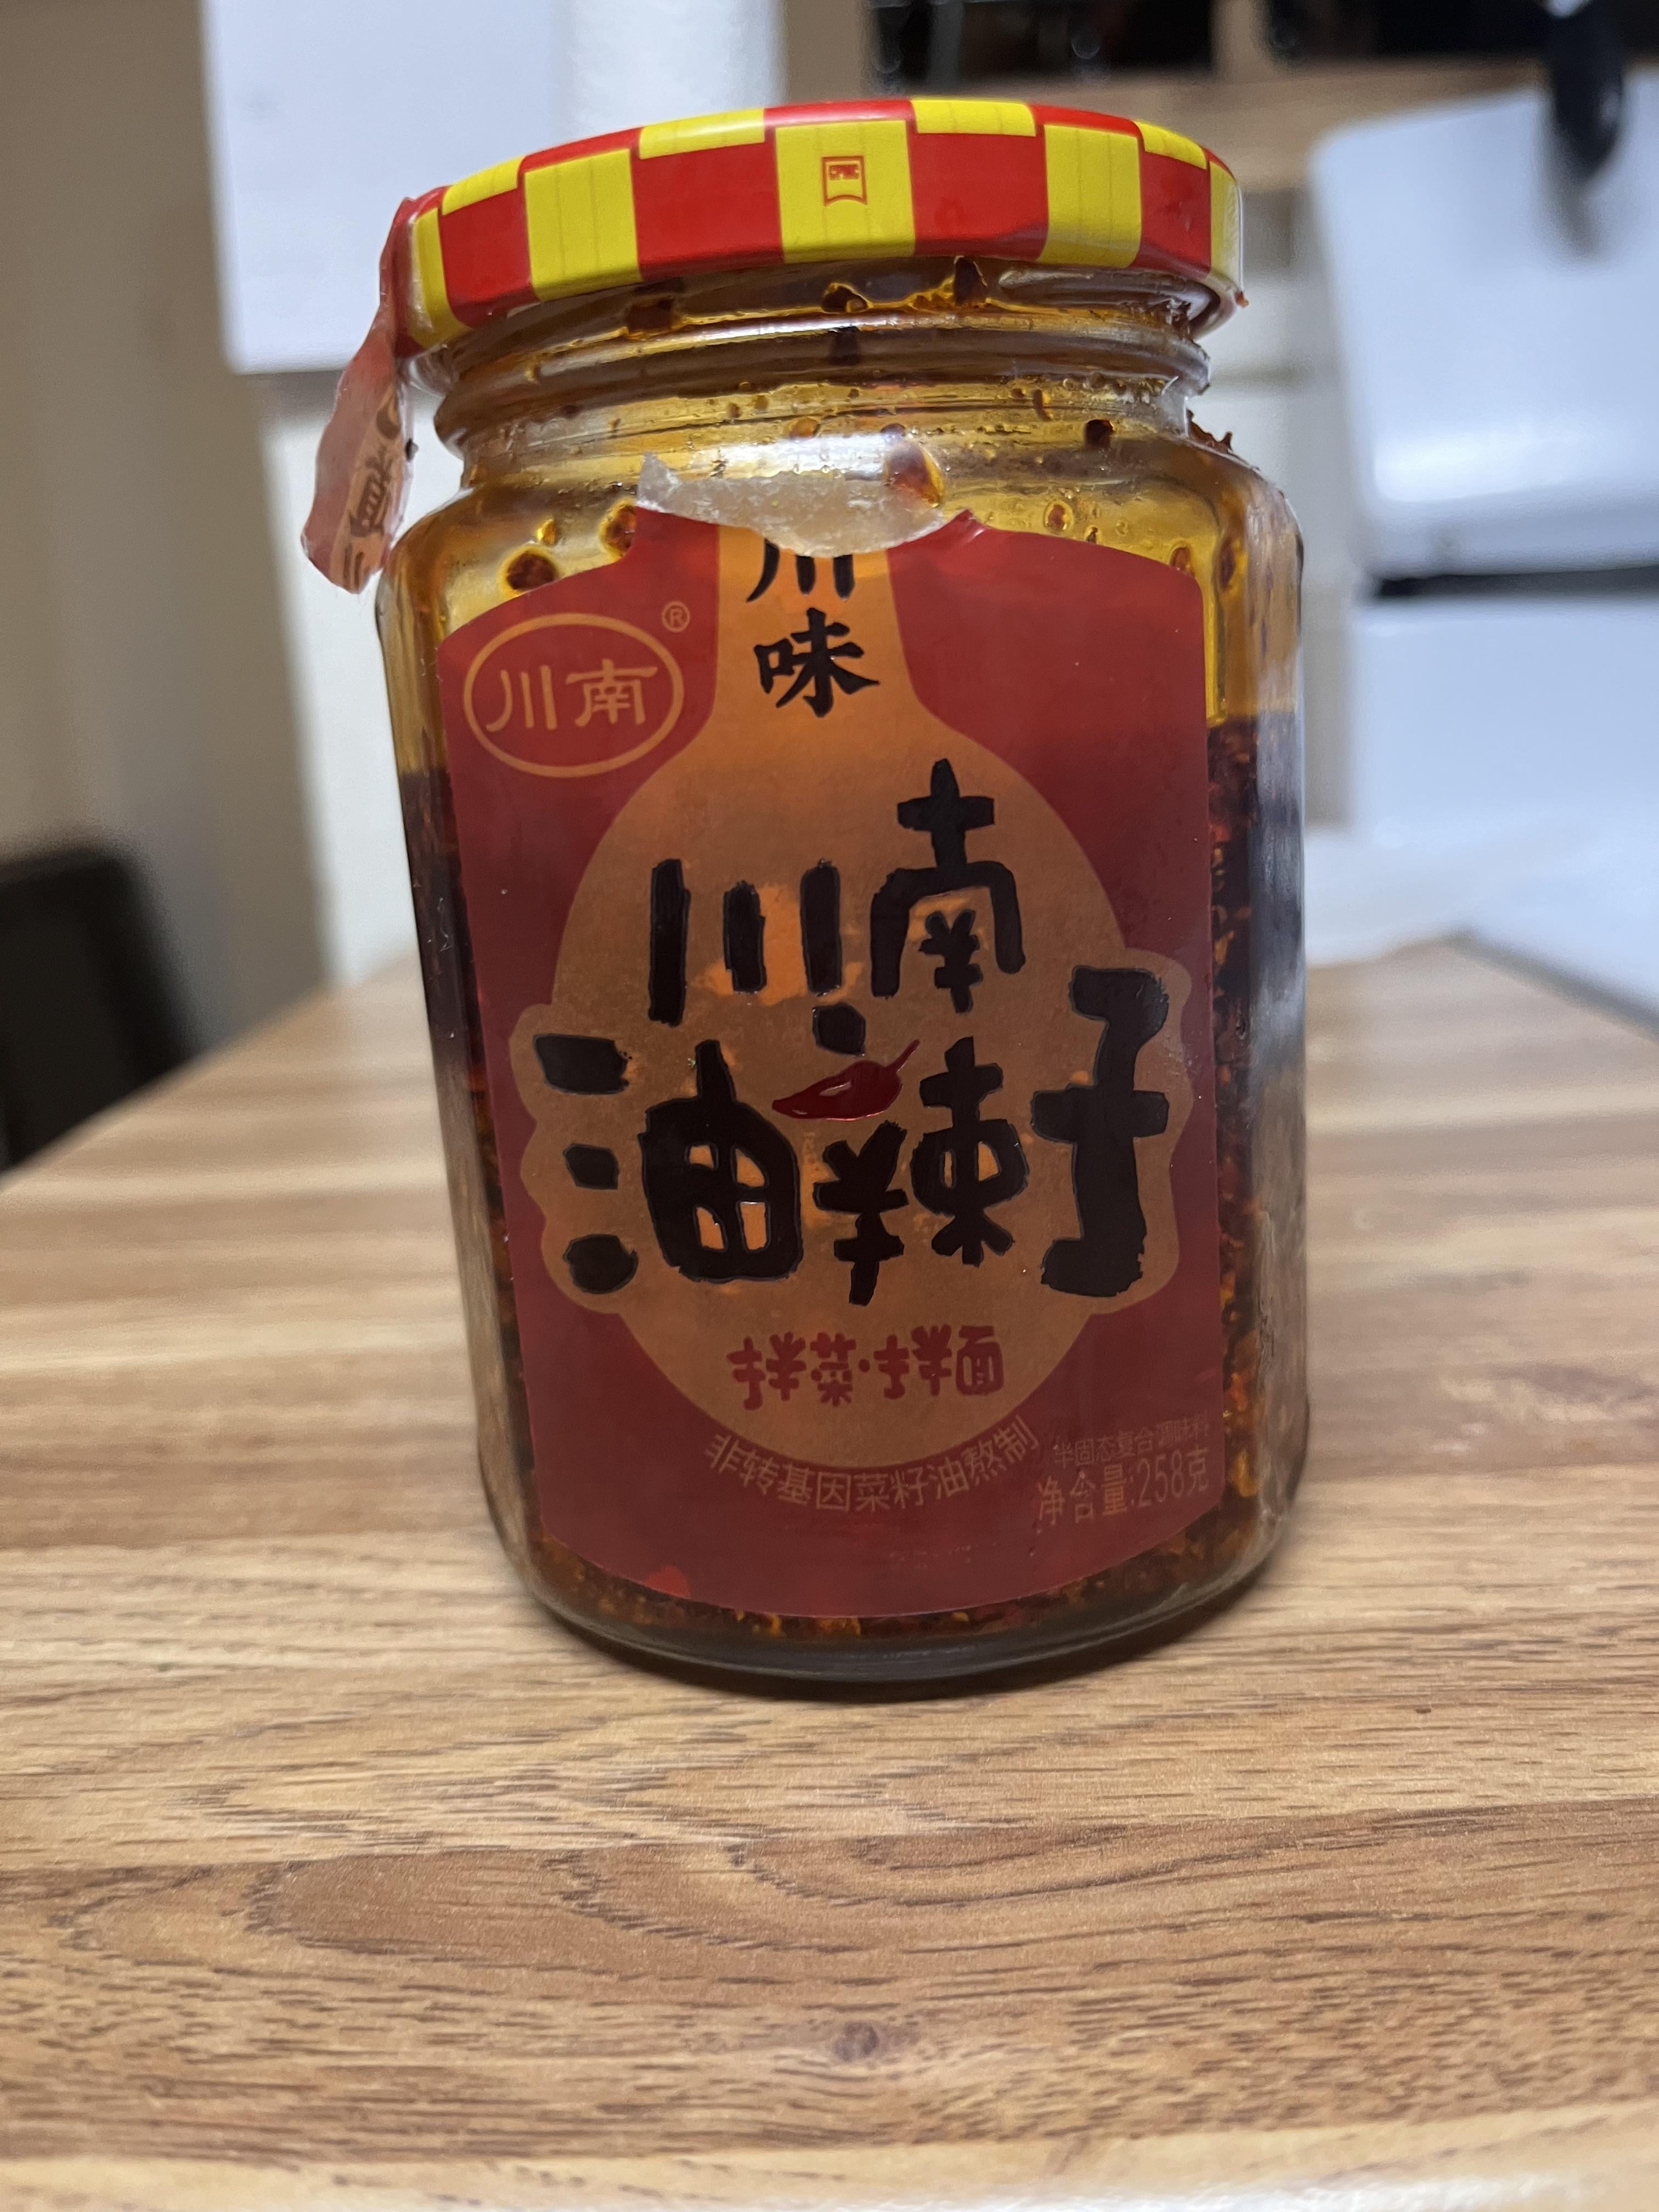 CPMC
川南®
川味
川南
油辣子
拌菜·拌面
非转基因菜籽油熬制
半固态复合调味料
净含量:258克